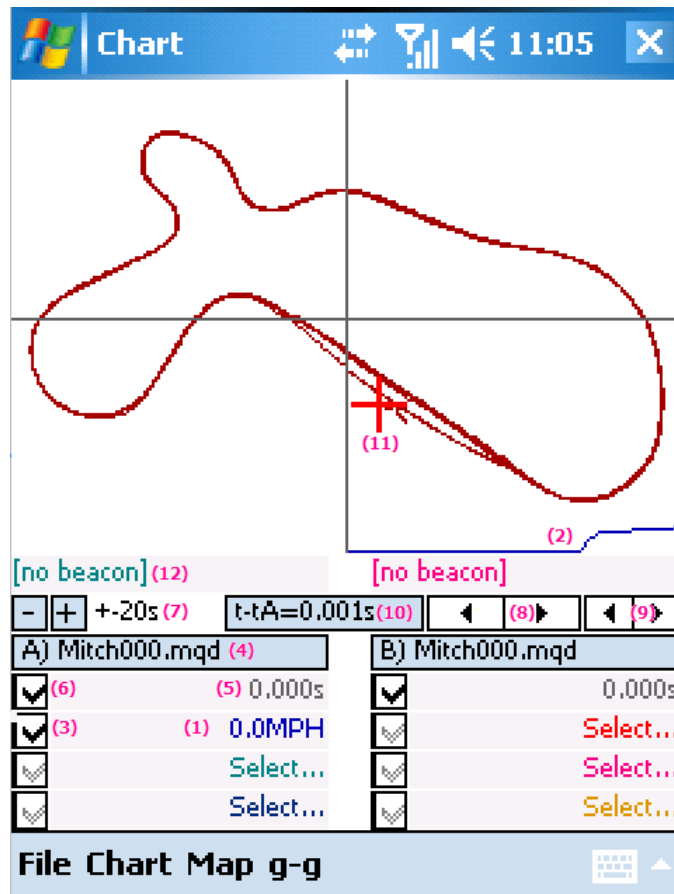 Chart 11:05
(11)
(2)
[no beacon] (12) [no beacon]
- + +-20s (7) t-tA=0.001s (10) (8) (9)
A) Mitch000.mqd (4) B) Mitch000.mqd
(6) (5) 0.000s 0.000s
(3) (1) 0.0MPH Select...
Select... Select...
Select... Select...
File Chart Map g-g